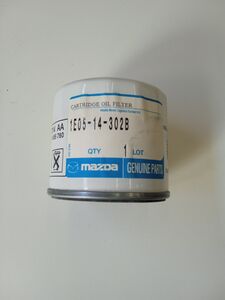 CARTRIDGE OIL FILTER
1E05-14-302B
AA
QTY 1 LOT
mazda GENUINE PARTS